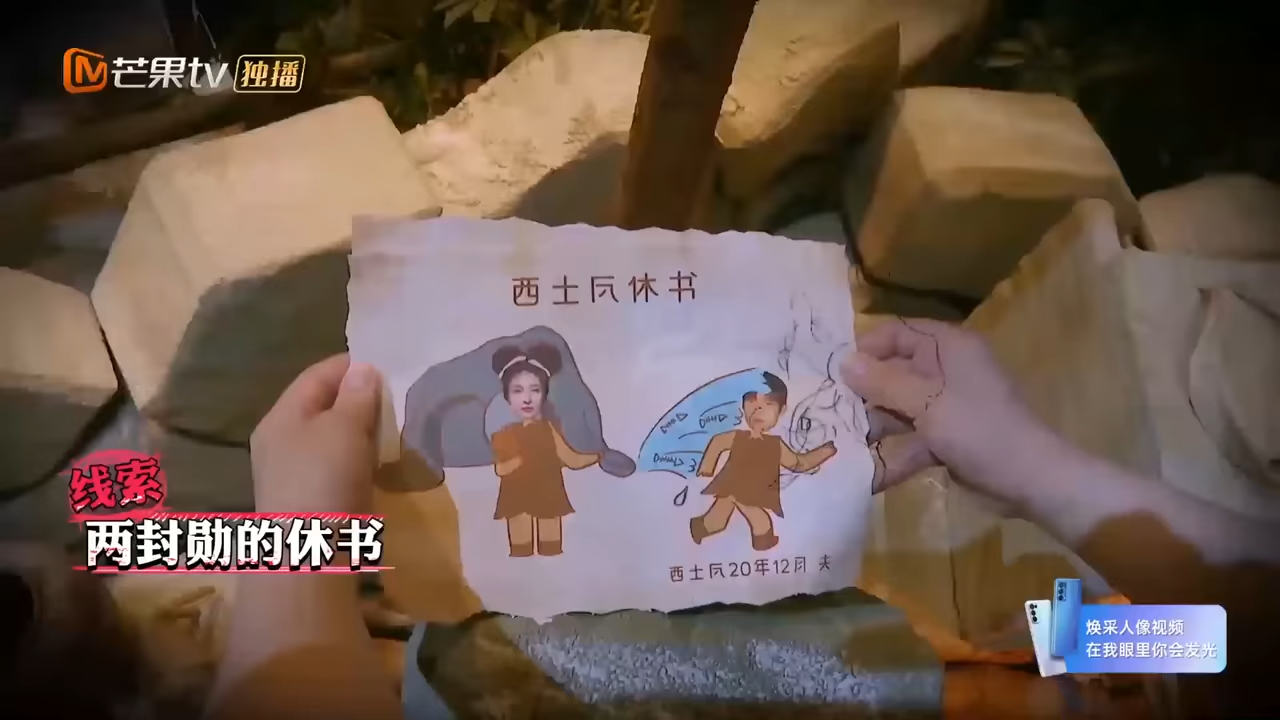 芒果tv 独播
西士瓦休书
西士瓦20年12月 夫
线索
两封勋的休书
焕采人像视频
在我眼里你会发光